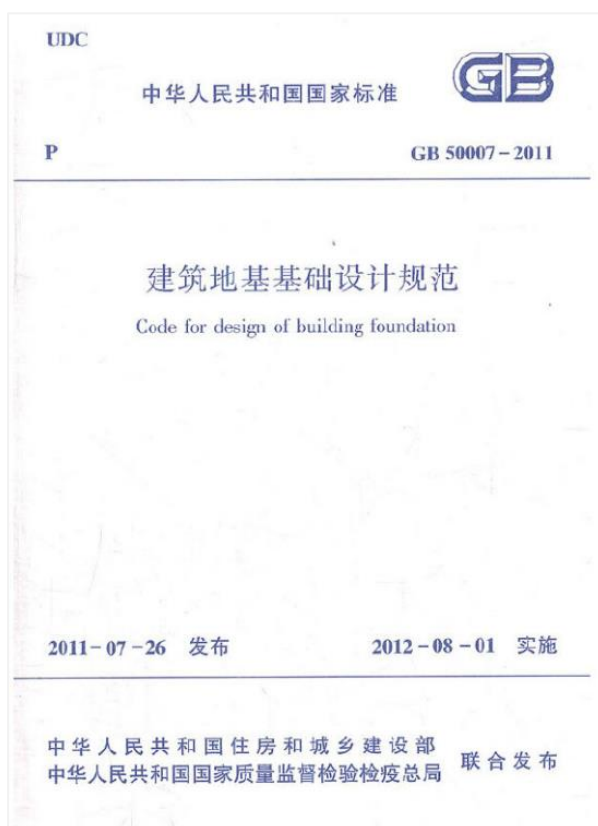 UDC
中华人民共和国国家标准
GB
P
GB 50007-2011
建筑地基基础设计规范
Code for design of building foundation
2011-07-26 发布
2012-08-01 实施
中华人民共和国住房和城乡建设部
中华人民共和国国家质量监督检验检疫总局
联合发布